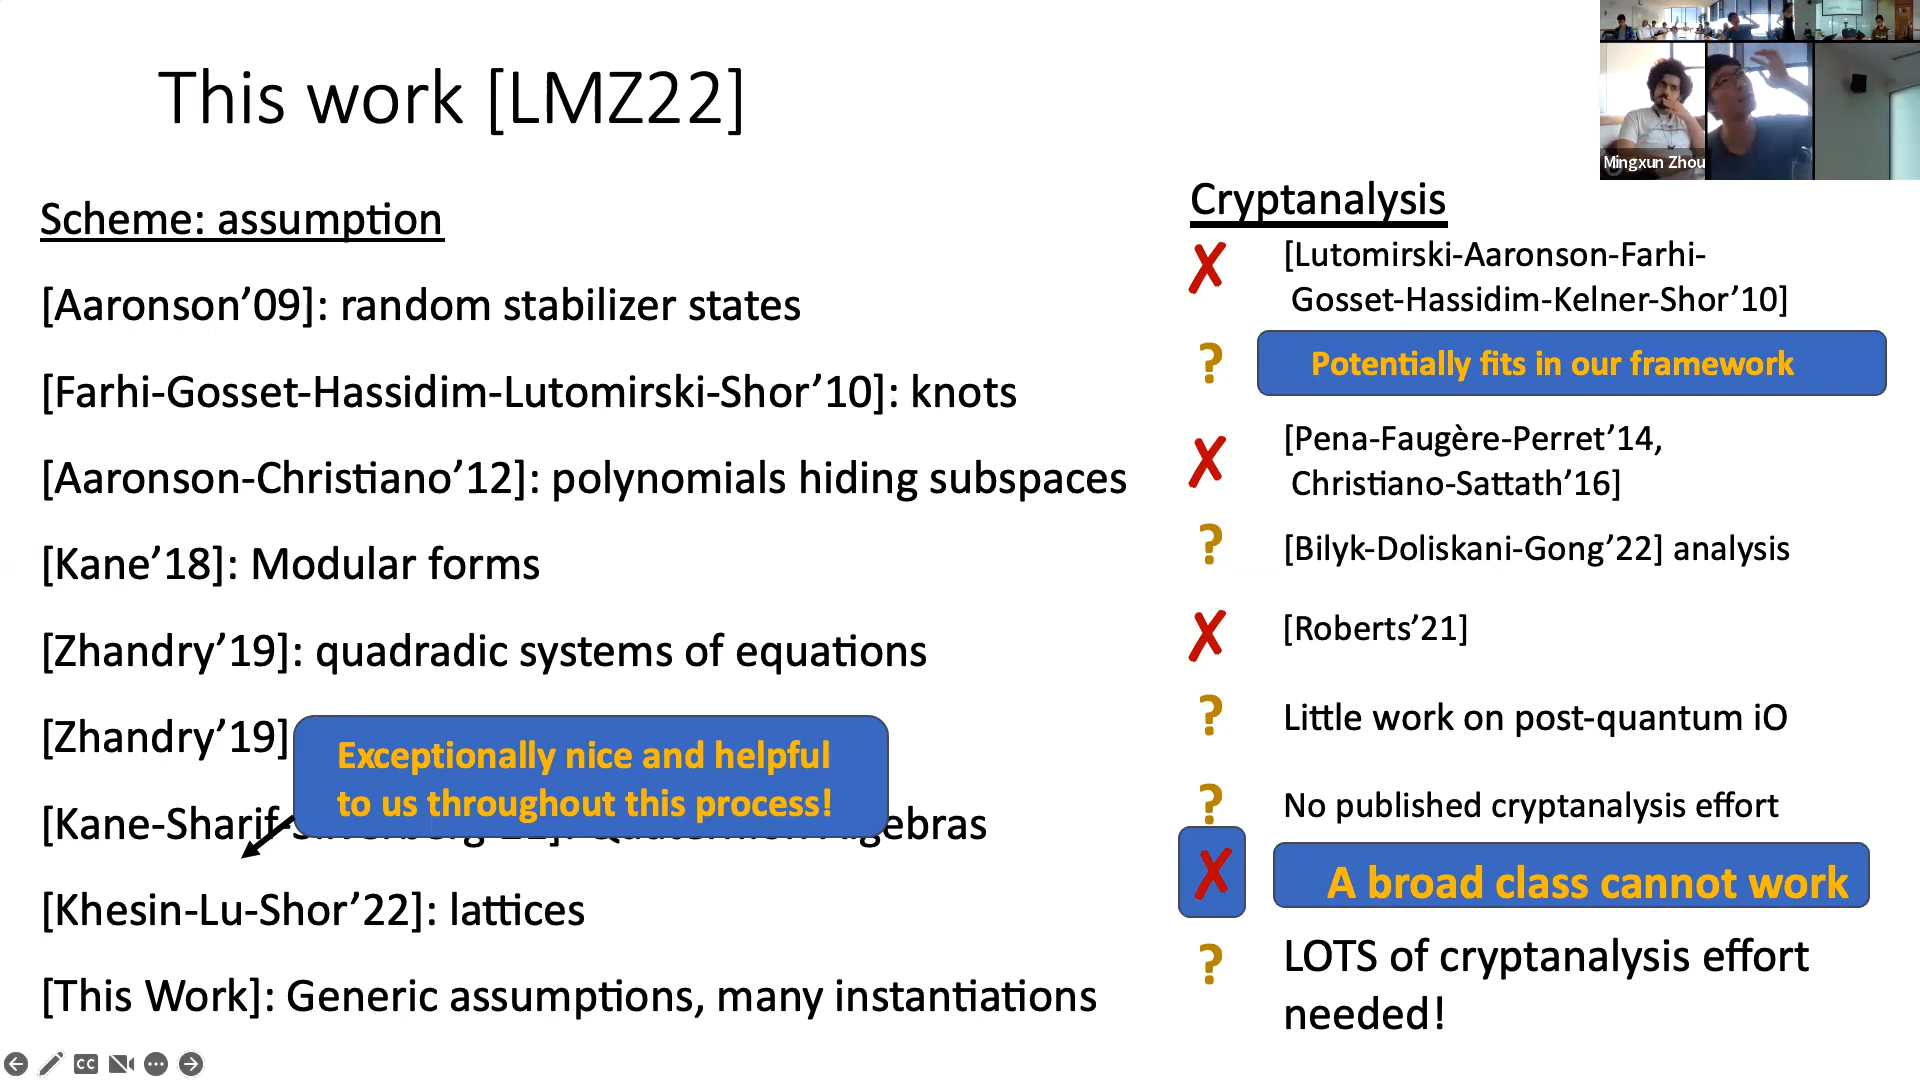 This work [LMZ22]
Mingxun Zhou
Scheme: assumption
[Aaronson’09]: random stabilizer states
[Farhi-Gosset-Hassidim-Lutomirski-Shor’10]: knots
[Aaronson-Christiano’12]: polynomials hiding subspaces
[Kane’18]: Modular forms
[Zhandry’19]: quadradic systems of equations
[Zhandry’19]
Exceptionally nice and helpful
to us throughout this process!
[Kane-Sharif-
[Khesin-Lu-Shor’22]: lattices
[This Work]: Generic assumptions, many instantiations
Cryptanalysis
✗ [Lutomirski-Aaronson-Farhi-
Gosset-Hassidim-Kelner-Shor’10]
? Potentially fits in our framework
✗ [Pena-Faugère-Perret’14,
Christiano-Sattath’16]
? [Bilyk-Doliskani-Gong’22] analysis
✗ [Roberts’21]
? Little work on post-quantum iO
? No published cryptanalysis effort
✗ A broad class cannot work
? LOTS of cryptanalysis effort
needed!
CC